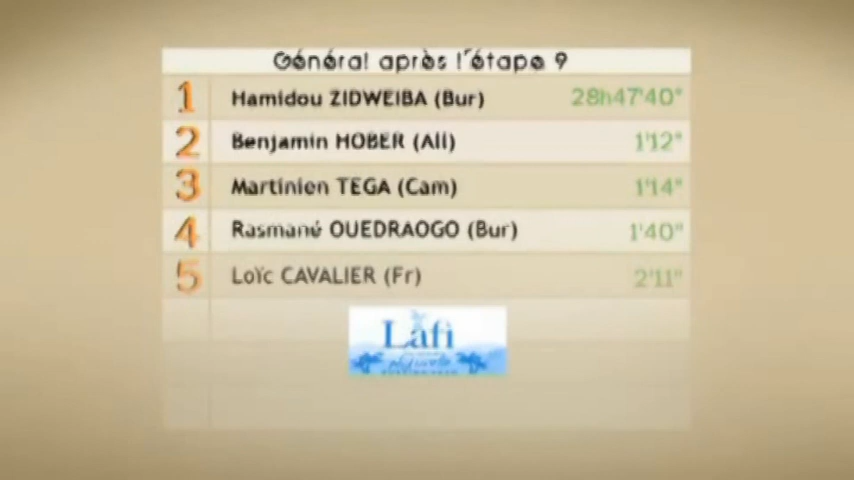 Général après l'étape 9
1 Hamidou ZIDWEIBA (Bur) 28h47'40"
2 Benjamin HOBER (All) 1'12"
3 Martinien TEGA (Cam) 1'14"
4 Rasmané OUEDRAOGO (Bur) 1'40"
5 Loïc CAVALIER (Fr) 2'11"
Lafi